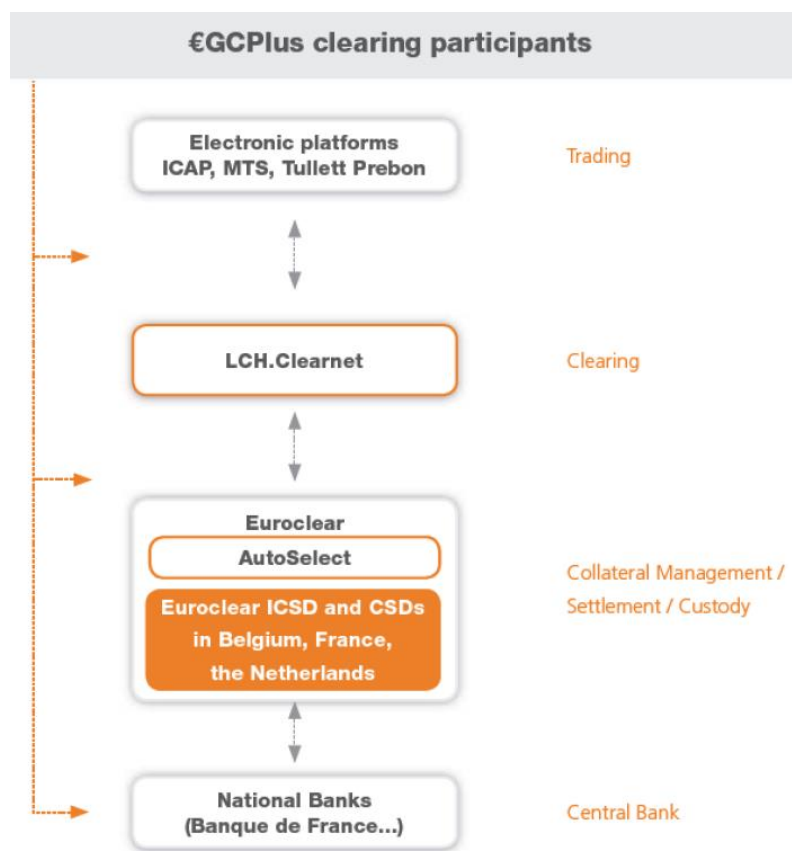 €GCPlus clearing participants
Electronic platforms
ICAP, MTS, Tullett Prebon
Trading
LCH.Clearnet
Clearing
Euroclear
AutoSelect
Euroclear ICSD and CSDs
in Belgium, France,
the Netherlands
Collateral Management /
Settlement / Custody
National Banks
(Banque de France...)
Central Bank